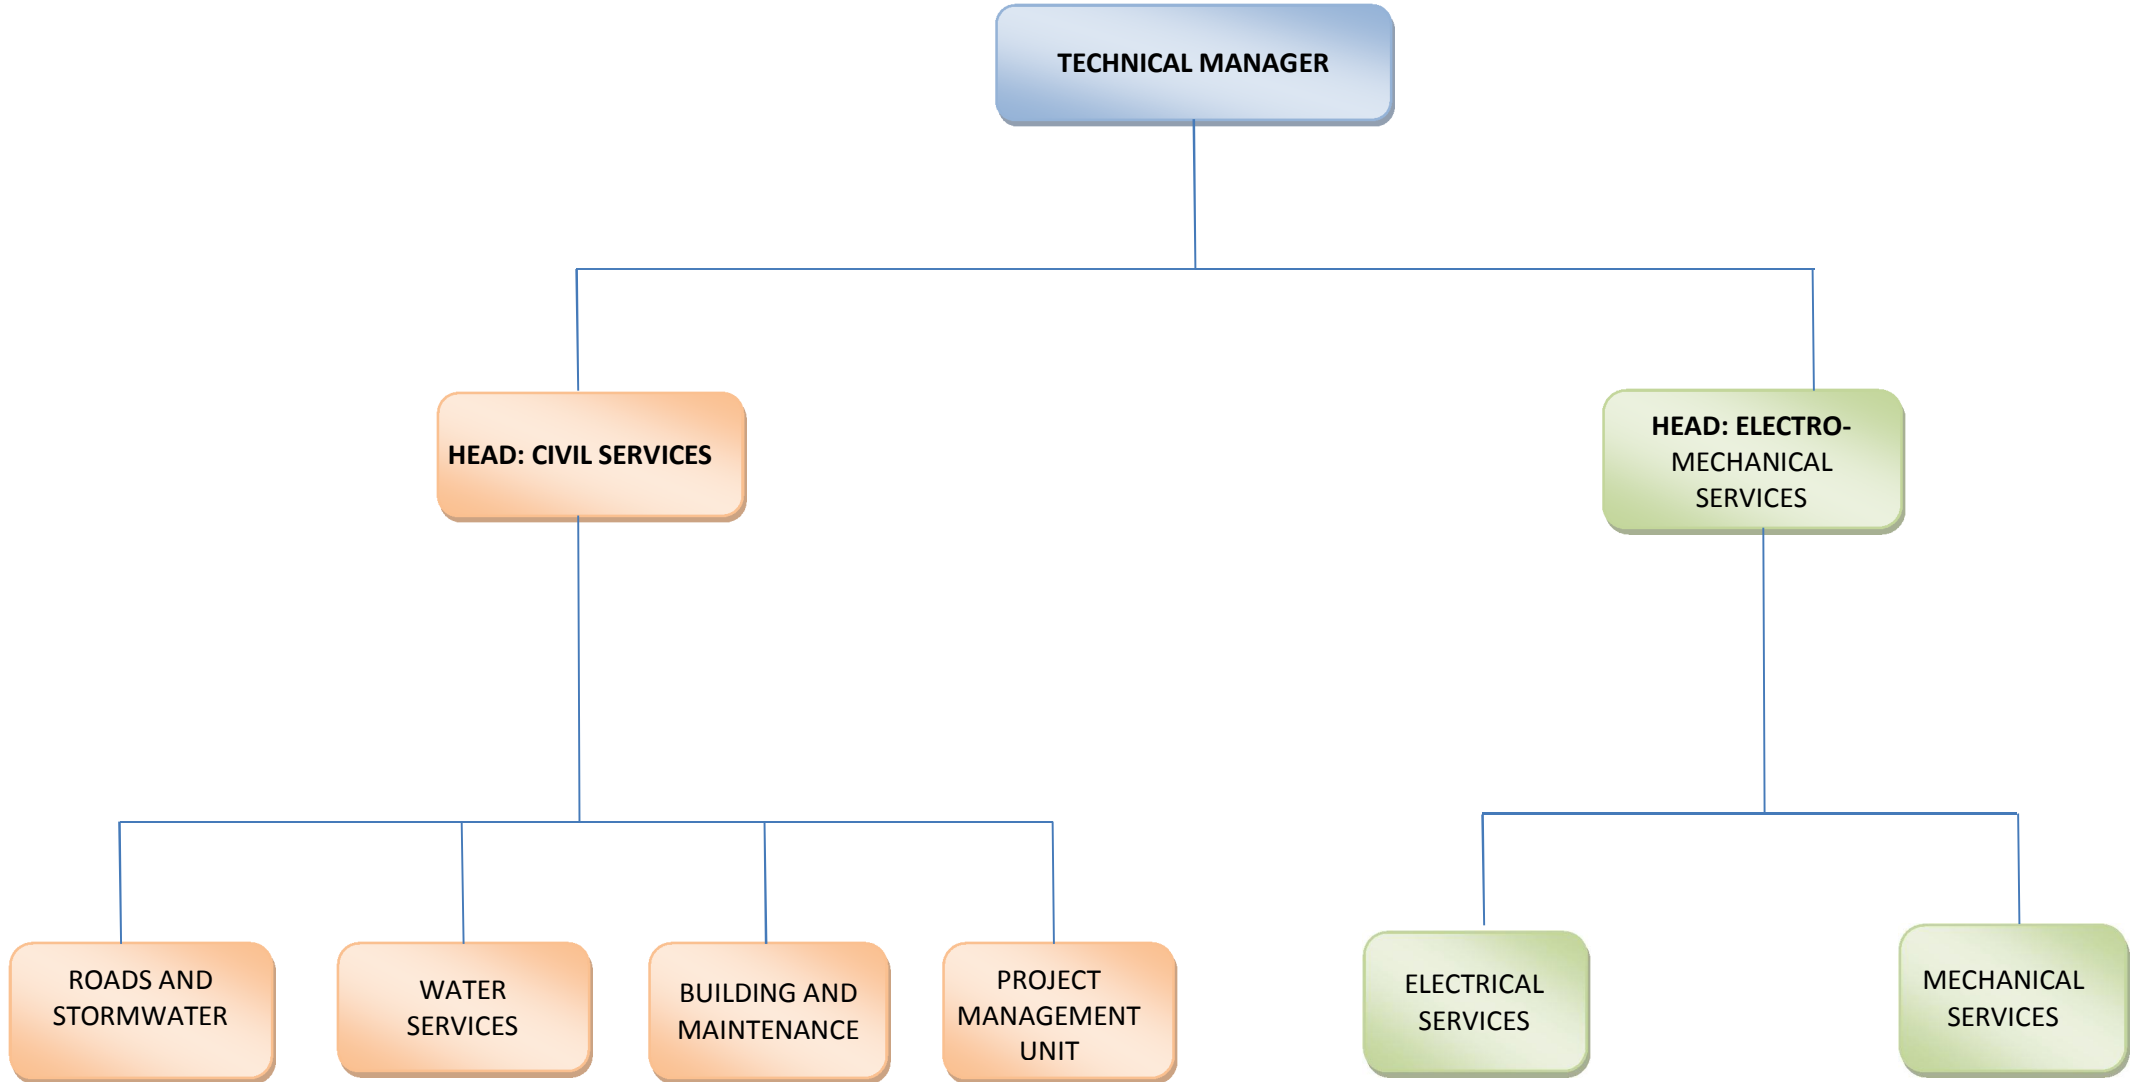 TECHNICAL MANAGER
HEAD: CIVIL SERVICES
HEAD: ELECTRO-
MECHANICAL
SERVICES
ROADS AND
STORMWATER
WATER
SERVICES
BUILDING AND
MAINTENANCE
PROJECT
MANAGEMENT
UNIT
ELECTRICAL
SERVICES
MECHANICAL
SERVICES